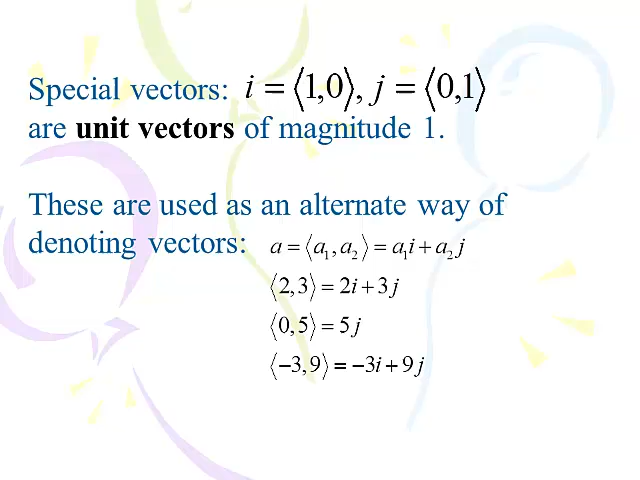 Special vectors: i = ⟨1,0⟩, j = ⟨0,1⟩
are unit vectors of magnitude 1.
These are used as an alternate way of
denoting vectors: a = ⟨a₁, a₂⟩ = a₁i + a₂ j
⟨2,3⟩ = 2i + 3j
⟨0,5⟩ = 5j
⟨−3,9⟩ = −3i + 9j